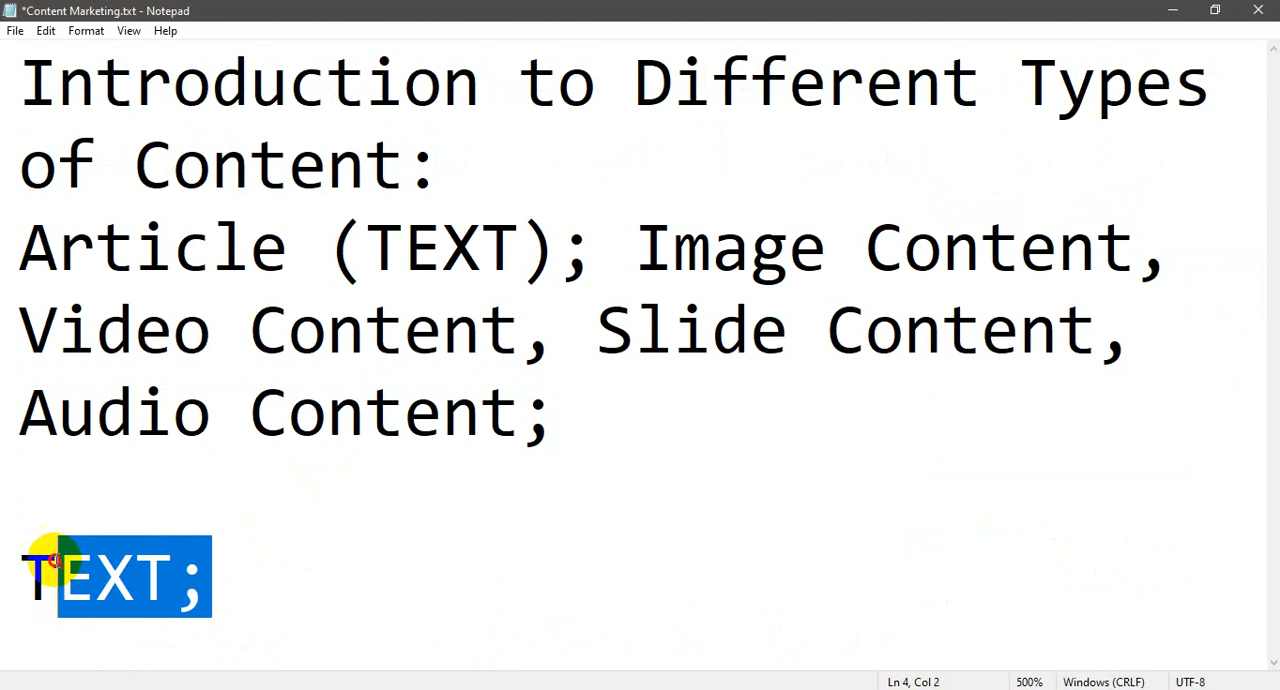 *Content Marketing.txt - Notepad
File Edit Format View Help
Introduction to Different Types
of Content:
Article (TEXT); Image Content,
Video Content, Slide Content,
Audio Content;
TEXT;
Ln 4, Col 2 500% Windows (CRLF) UTF-8